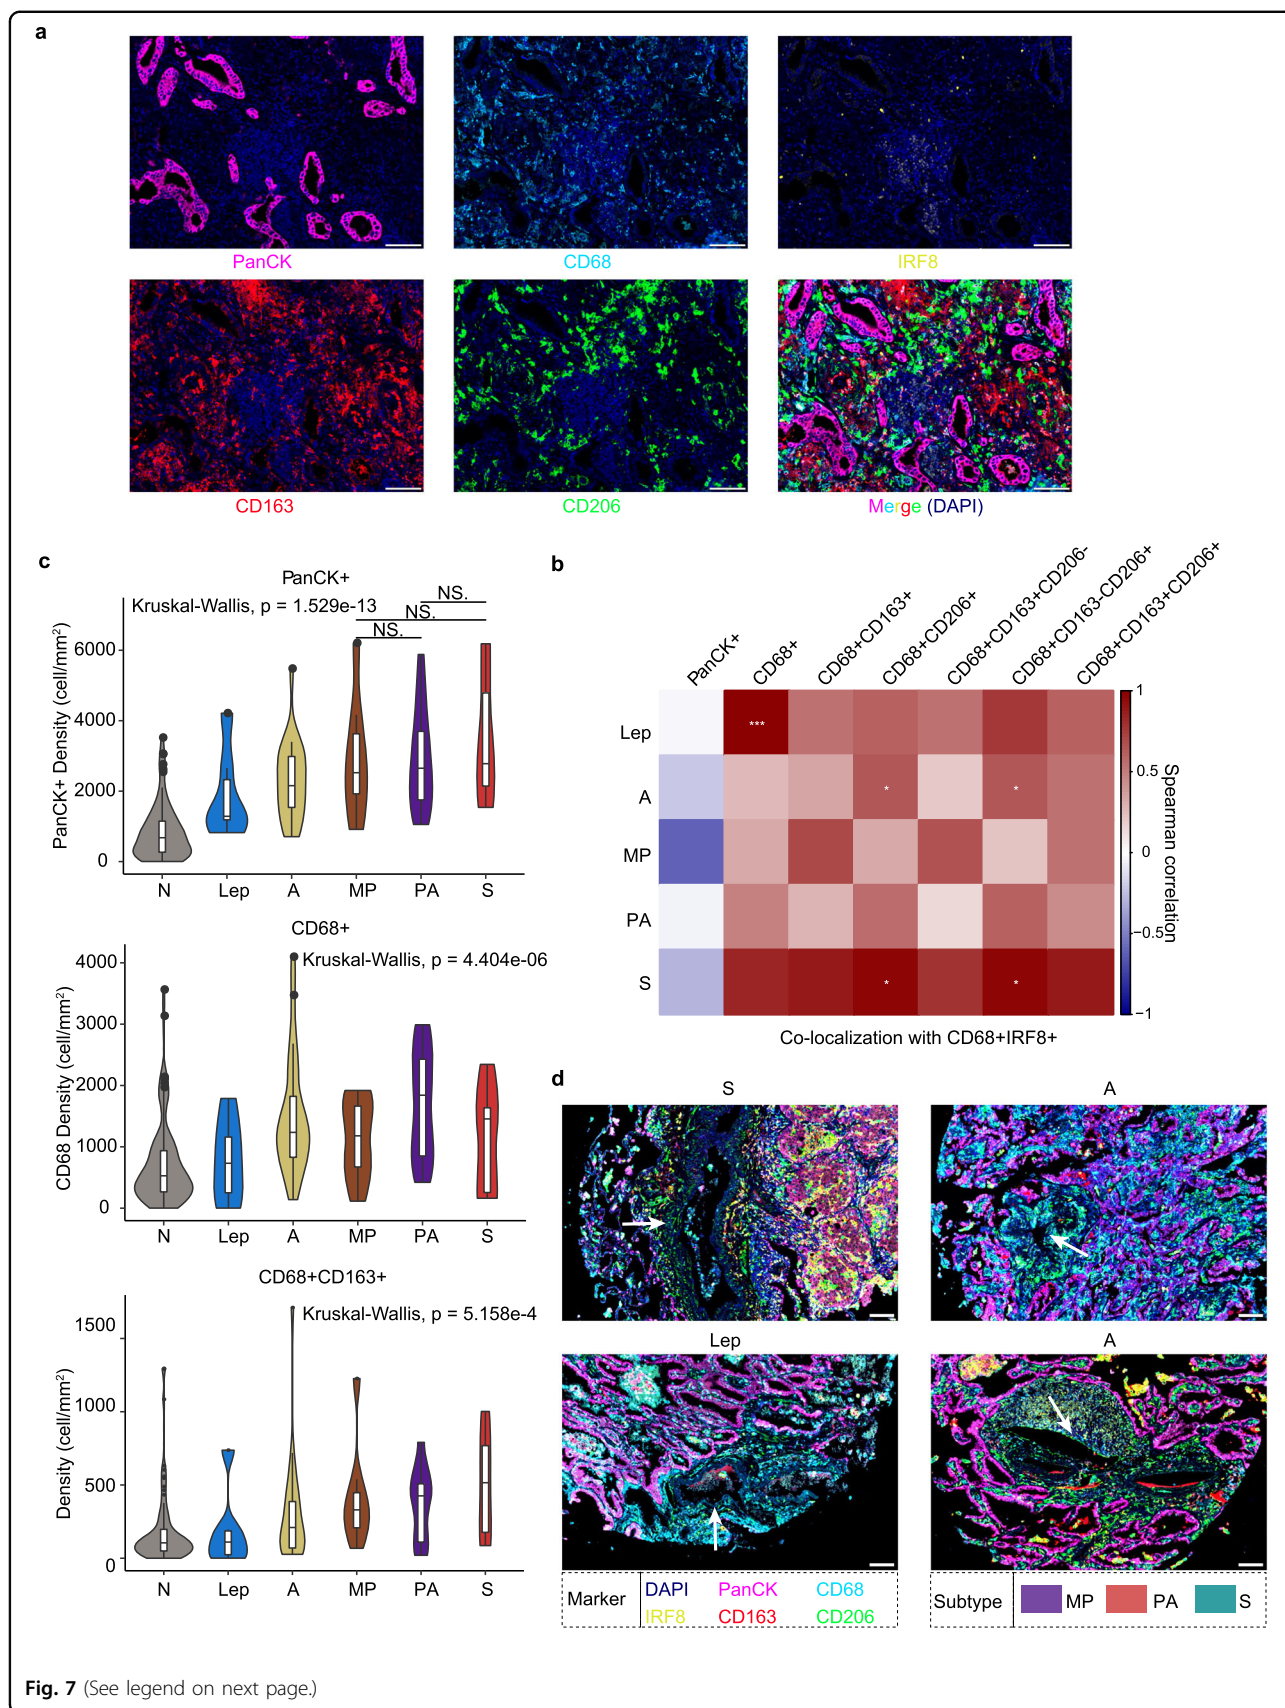 a
PanCK
CD68
IRF8
CD163
CD206
Merge (DAPI)
c
PanCK+
Kruskal-Wallis, p = 1.529e-13
NS.
NS.
NS.
PanCK+ Density (cell/mm²)
6000
4000
2000
0
N Lep A MP PA S
CD68+
Kruskal-Wallis, p = 4.404e-06
CD68 Density (cell/mm²)
4000
3000
2000
1000
0
N Lep A MP PA S
CD68+CD163+
Kruskal-Wallis, p = 5.158e-4
Density (cell/mm²)
1500
1000
500
0
N Lep A MP PA S
b
PanCK+
CD68+
CD68+CD163+
CD68+CD206+
CD68+CD163+CD206-
CD68+CD163-CD206+
CD68+CD163+CD206+
Lep
***
A
* *
MP
PA
S
* *
1
0.5
0
−0.5
−1
Spearman correlation
Co-localization with CD68+IRF8+
d
S
A
Lep
A
Marker
DAPI PanCK CD68
IRF8 CD163 CD206
Subtype MP PA S
Fig. 7 (See legend on next page.)